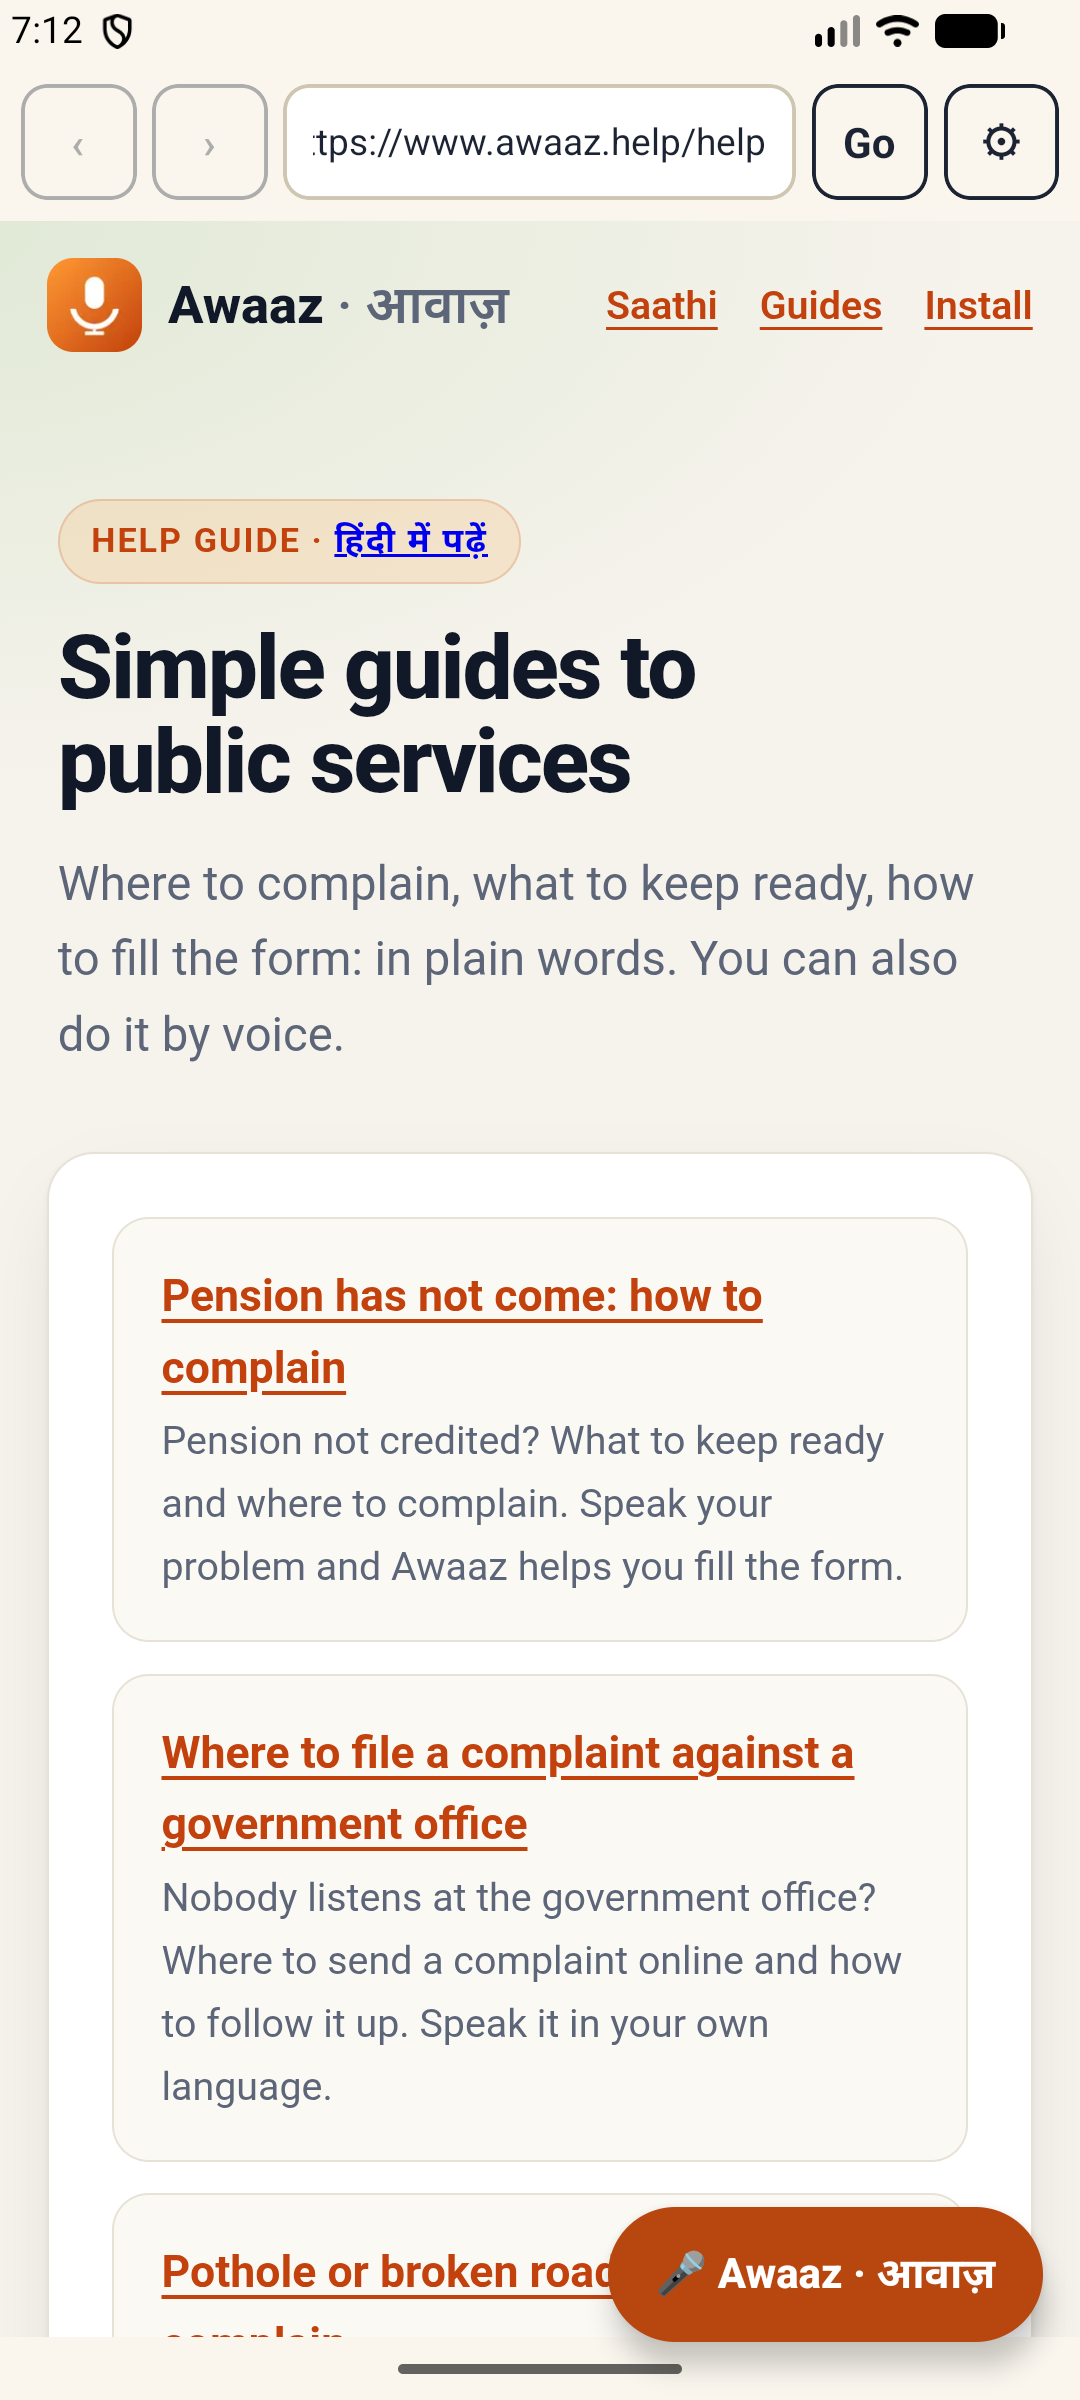 7:12
‹
›
ttps://www.awaaz.help/help
Go
Awaaz · आवाज़
Saathi
Guides
Install
HELP GUIDE · हिंदी में पढ़ें
Simple guides to
public services
Where to complain, what to keep ready, how
to fill the form: in plain words. You can also
do it by voice.
Pension has not come: how to
complain
Pension not credited? What to keep ready
and where to complain. Speak your
problem and Awaaz helps you fill the form.
Where to file a complaint against a
government office
Nobody listens at the government office?
Where to send a complaint online and how
to follow it up. Speak it in your own
language.
Pothole or broken road
Awaaz · आवाज़